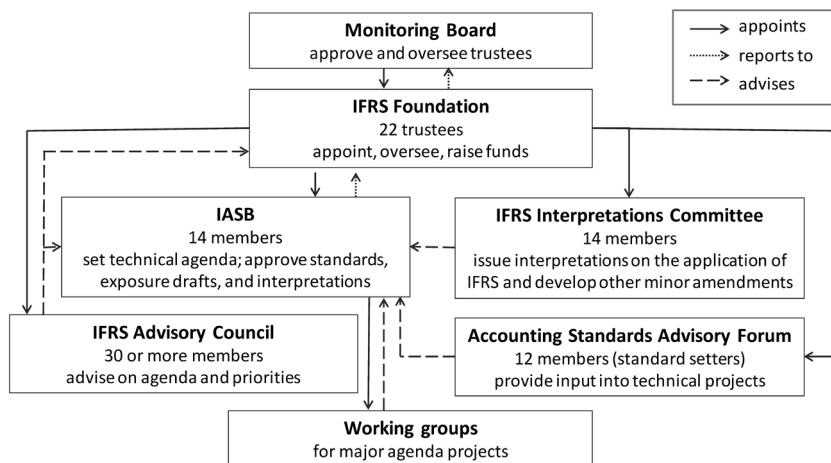 Monitoring Board
approve and oversee trustees
appoints
reports to
advises
IFRS Foundation
22 trustees
appoint, oversee, raise funds
IASB
14 members
set technical agenda; approve standards,
exposure drafts, and interpretations
IFRS Interpretations Committee
14 members
issue interpretations on the application of
IFRS and develop other minor amendments
IFRS Advisory Council
30 or more members
advise on agenda and priorities
Accounting Standards Advisory Forum
12 members (standard setters)
provide input into technical projects
Working groups
for major agenda projects